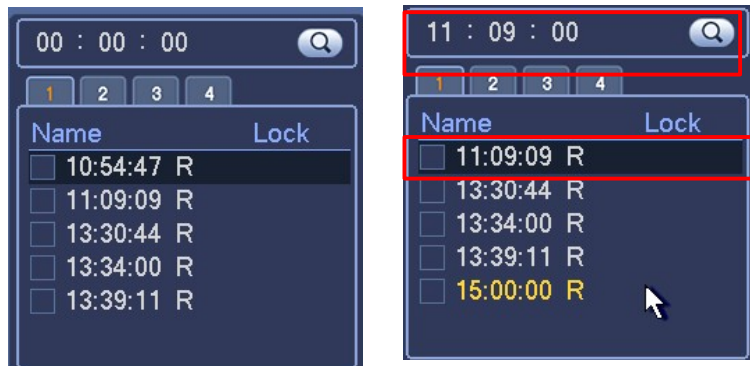 00 : 00 : 00
1 2 3 4
Name Lock
10:54:47 R
11:09:09 R
13:30:44 R
13:34:00 R
13:39:11 R
11 : 09 : 00
1 2 3 4
Name Lock
11:09:09 R
13:30:44 R
13:34:00 R
13:39:11 R
15:00:00 R